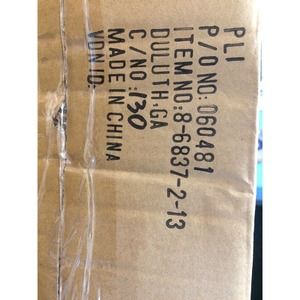 PLI
P/O NO: 060481
ITEM NO: 8-6837-2-13
DULUTH, GA
C/NO: 130
MADE IN CHINA
VDN ID: